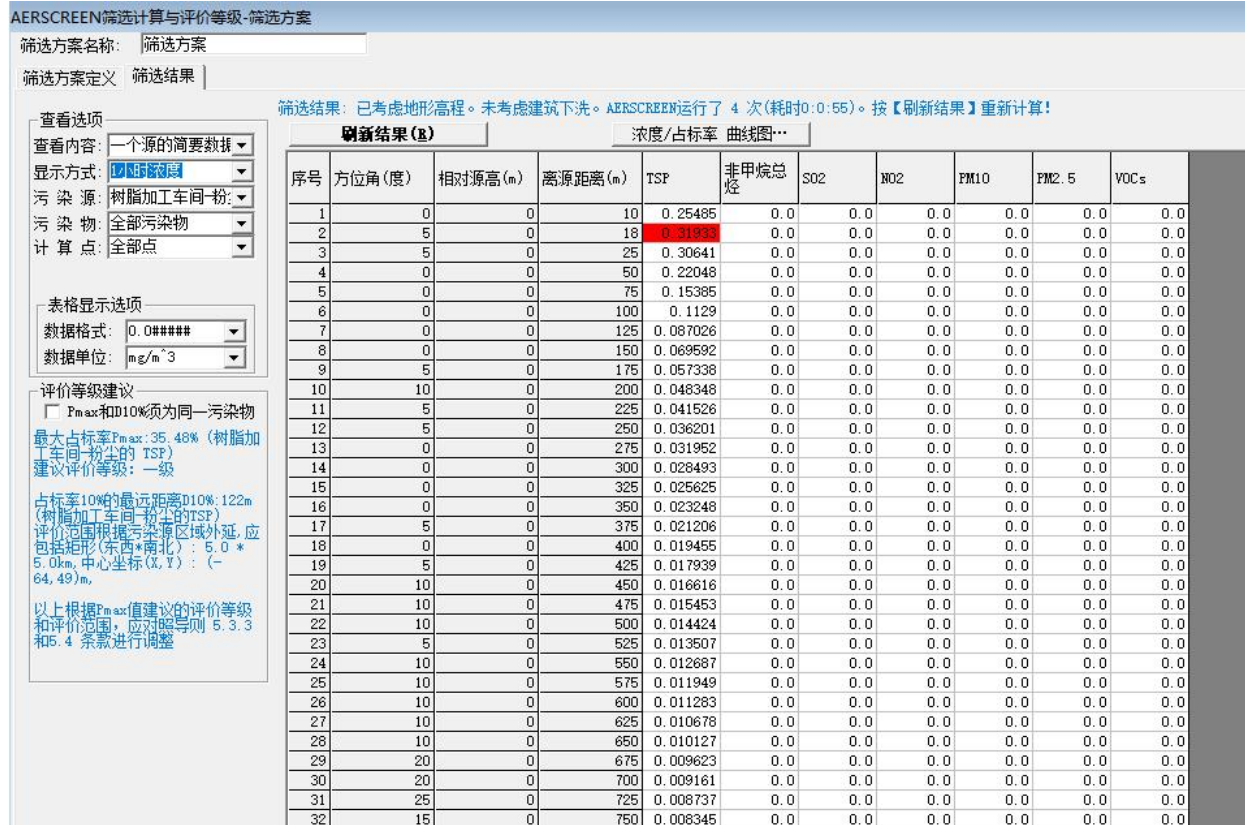 AERSCREEN筛选计算与评价等级-筛选方案
筛选方案名称: 筛选方案
筛选方案定义 筛选结果
筛选结果: 已考虑地形高程。未考虑建筑下洗。AERSCREEN运行了 4 次(耗时0:0:55)。按【刷新结果】重新计算!
刷新结果(R) 浓度/占标率 曲线图…
查看选项
查看内容: 一个源的简要数据
显示方式: 1小时浓度
污 染 源: 树脂加工车间-粉尘
污 染 物: 全部污染物
计 算 点: 全部点
表格显示选项
数据格式: 0.0#####
数据单位: mg/m^3
评价等级建议
Pmax和D10%须为同一污染物
最大占标率Pmax:35.48% (树脂加
工车间-粉尘的 TSP)
建议评价等级: 一级
占标率10%的最远距离D10%:122m
(树脂加工车间-粉尘的TSP)
评价范围根据污染源区域外延,应
包括矩形(东西*南北): 5.0 *
5.0km,中心坐标(X,Y): (-
64,49)m,
以上根据Pmax值建议的评价等级
和评价范围,应对照导则 5.3.3
和5.4 条款进行调整
序号 方位角(度) 相对源高(m) 离源距离(m) TSP 非甲烷总烃 SO2 NO2 PM10 PM2.5 VOCs
1 0 0 10 0.25485 0.0 0.0 0.0 0.0 0.0 0.0
2 5 0 18 0.31933 0.0 0.0 0.0 0.0 0.0 0.0
3 5 0 25 0.30641 0.0 0.0 0.0 0.0 0.0 0.0
4 0 0 50 0.22048 0.0 0.0 0.0 0.0 0.0 0.0
5 0 0 75 0.15385 0.0 0.0 0.0 0.0 0.0 0.0
6 0 0 100 0.1129 0.0 0.0 0.0 0.0 0.0 0.0
7 0 0 125 0.087026 0.0 0.0 0.0 0.0 0.0 0.0
8 0 0 150 0.069592 0.0 0.0 0.0 0.0 0.0 0.0
9 5 0 175 0.057338 0.0 0.0 0.0 0.0 0.0 0.0
10 10 0 200 0.048348 0.0 0.0 0.0 0.0 0.0 0.0
11 5 0 225 0.041526 0.0 0.0 0.0 0.0 0.0 0.0
12 5 0 250 0.036201 0.0 0.0 0.0 0.0 0.0 0.0
13 0 0 275 0.031952 0.0 0.0 0.0 0.0 0.0 0.0
14 0 0 300 0.028493 0.0 0.0 0.0 0.0 0.0 0.0
15 0 0 325 0.025625 0.0 0.0 0.0 0.0 0.0 0.0
16 0 0 350 0.023248 0.0 0.0 0.0 0.0 0.0 0.0
17 5 0 375 0.021206 0.0 0.0 0.0 0.0 0.0 0.0
18 0 0 400 0.019455 0.0 0.0 0.0 0.0 0.0 0.0
19 5 0 425 0.017939 0.0 0.0 0.0 0.0 0.0 0.0
20 10 0 450 0.016616 0.0 0.0 0.0 0.0 0.0 0.0
21 10 0 475 0.015453 0.0 0.0 0.0 0.0 0.0 0.0
22 10 0 500 0.014424 0.0 0.0 0.0 0.0 0.0 0.0
23 5 0 525 0.013507 0.0 0.0 0.0 0.0 0.0 0.0
24 10 0 550 0.012687 0.0 0.0 0.0 0.0 0.0 0.0
25 10 0 575 0.011949 0.0 0.0 0.0 0.0 0.0 0.0
26 10 0 600 0.011283 0.0 0.0 0.0 0.0 0.0 0.0
27 10 0 625 0.010678 0.0 0.0 0.0 0.0 0.0 0.0
28 10 0 650 0.010127 0.0 0.0 0.0 0.0 0.0 0.0
29 20 0 675 0.009623 0.0 0.0 0.0 0.0 0.0 0.0
30 20 0 700 0.009161 0.0 0.0 0.0 0.0 0.0 0.0
31 25 0 725 0.008737 0.0 0.0 0.0 0.0 0.0 0.0
32 15 0 750 0.008345 0.0 0.0 0.0 0.0 0.0 0.0